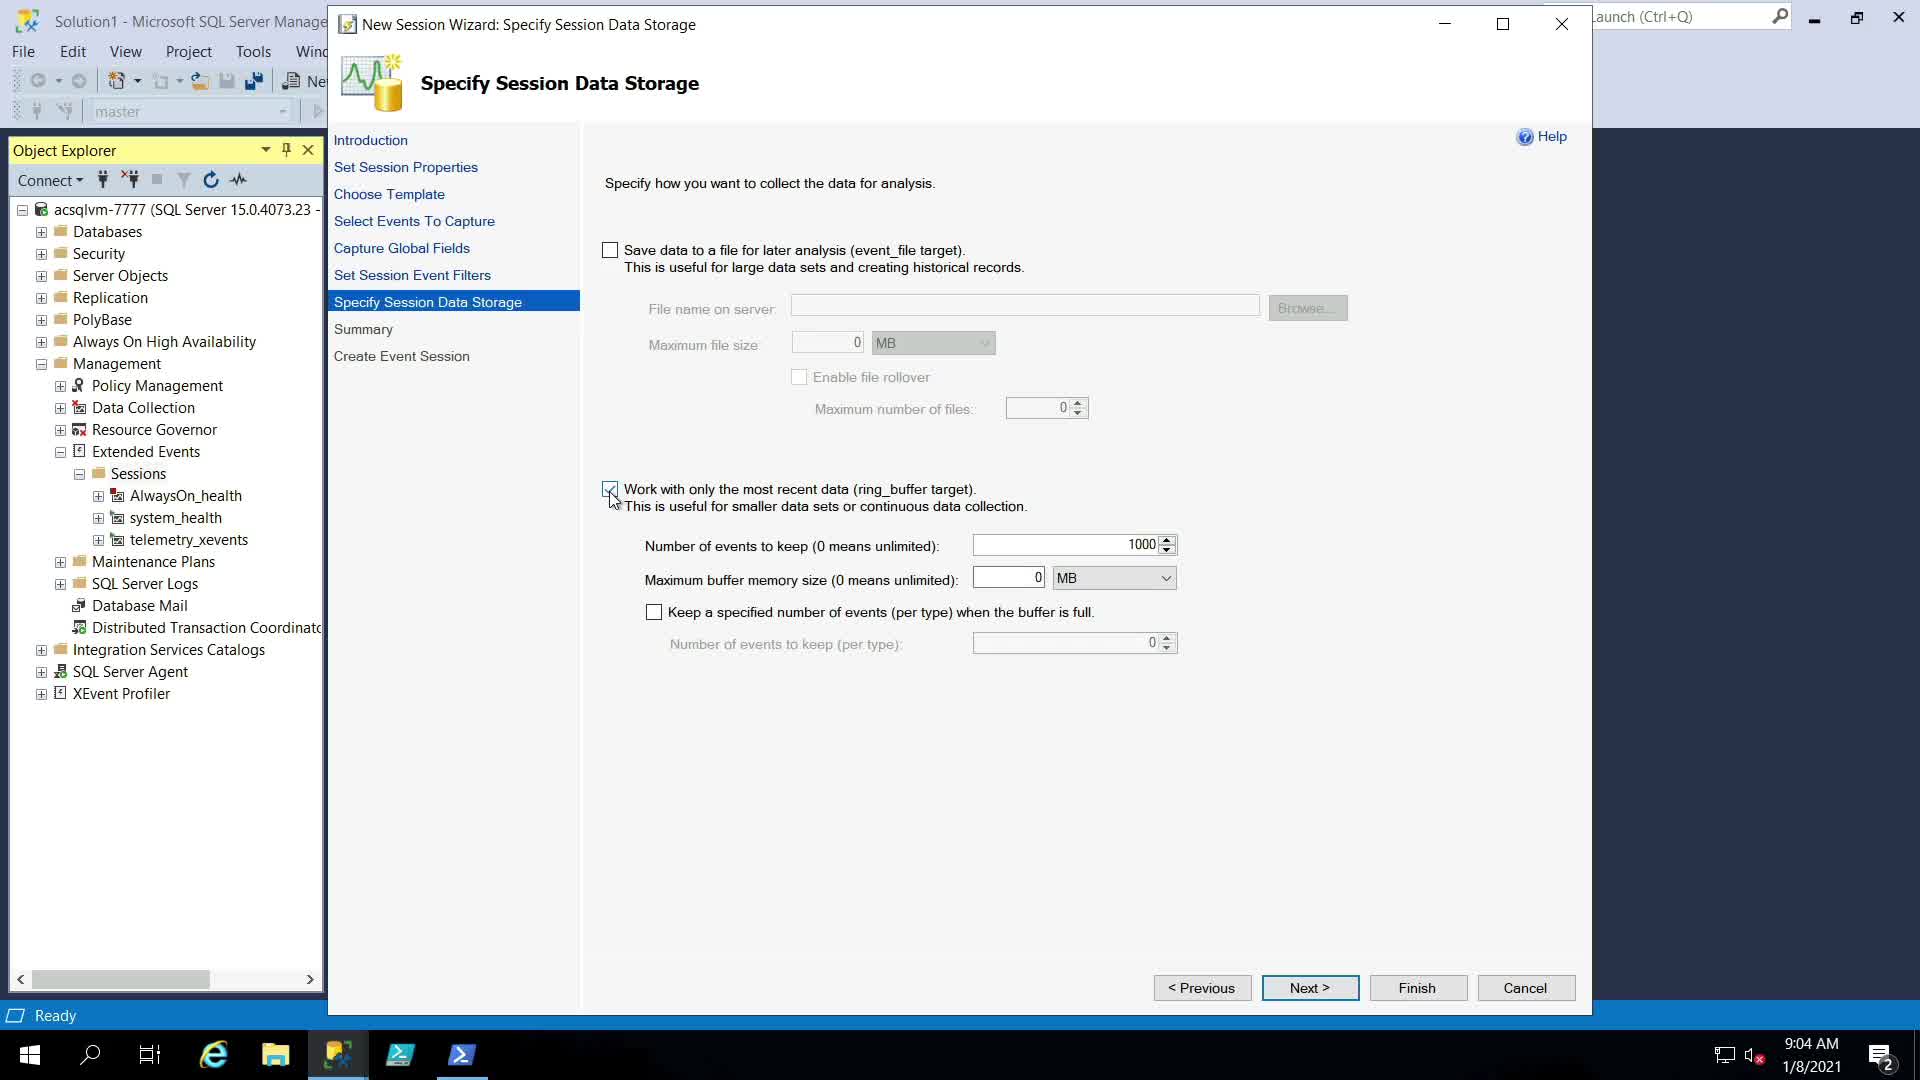 Solution1 - Microsoft SQL Server Manage
Launch (Ctrl+Q)
File Edit View Project Tools Wind
Ne
master
Object Explorer
Connect
acsqlvm-7777 (SQL Server 15.0.4073.23 -
Databases
Security
Server Objects
Replication
PolyBase
Always On High Availability
Management
Policy Management
Data Collection
Resource Governor
Extended Events
Sessions
AlwaysOn_health
system_health
telemetry_xevents
Maintenance Plans
SQL Server Logs
Database Mail
Distributed Transaction Coordinato
Integration Services Catalogs
SQL Server Agent
XEvent Profiler
New Session Wizard: Specify Session Data Storage
Specify Session Data Storage
Introduction
Set Session Properties
Choose Template
Select Events To Capture
Capture Global Fields
Set Session Event Filters
Specify Session Data Storage
Summary
Create Event Session
Help
Specify how you want to collect the data for analysis.
Save data to a file for later analysis (event_file target).
This is useful for large data sets and creating historical records.
File name on server: Browse...
Maximum file size: 0 MB
Enable file rollover
Maximum number of files: 0
Work with only the most recent data (ring_buffer target).
This is useful for smaller data sets or continuous data collection.
Number of events to keep (0 means unlimited): 1000
Maximum buffer memory size (0 means unlimited): 0 MB
Keep a specified number of events (per type) when the buffer is full.
Number of events to keep (per type): 0
< Previous Next > Finish Cancel
Ready
9:04 AM
1/8/2021
2